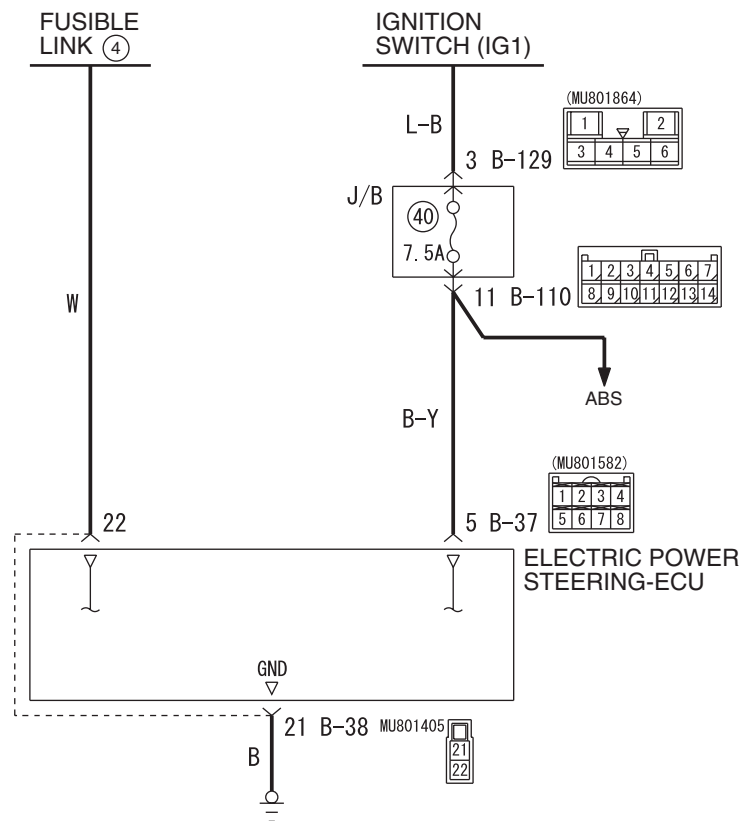 FUSIBLE
LINK 4
IGNITION
SWITCH (IG1)
L-B
(MU801864)
1 2
3 4 5 6
3 B-129
J/B
40
7.5A
1 2 3 4 5 6 7
8 9 10 11 12 13 14
11 B-110
W
ABS
B-Y
(MU801582)
1 2 3 4
5 6 7 8
22
5 B-37
ELECTRIC POWER
STEERING-ECU
GND
21 B-38 MU801405
21
22
B